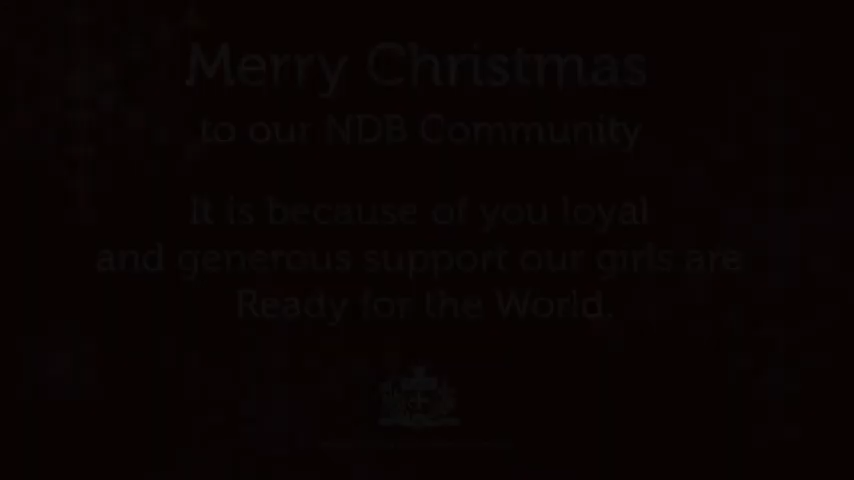 Merry Christmas
to our NDB Community
It is because of you loyal
and generous support our girls are
Ready for the World.